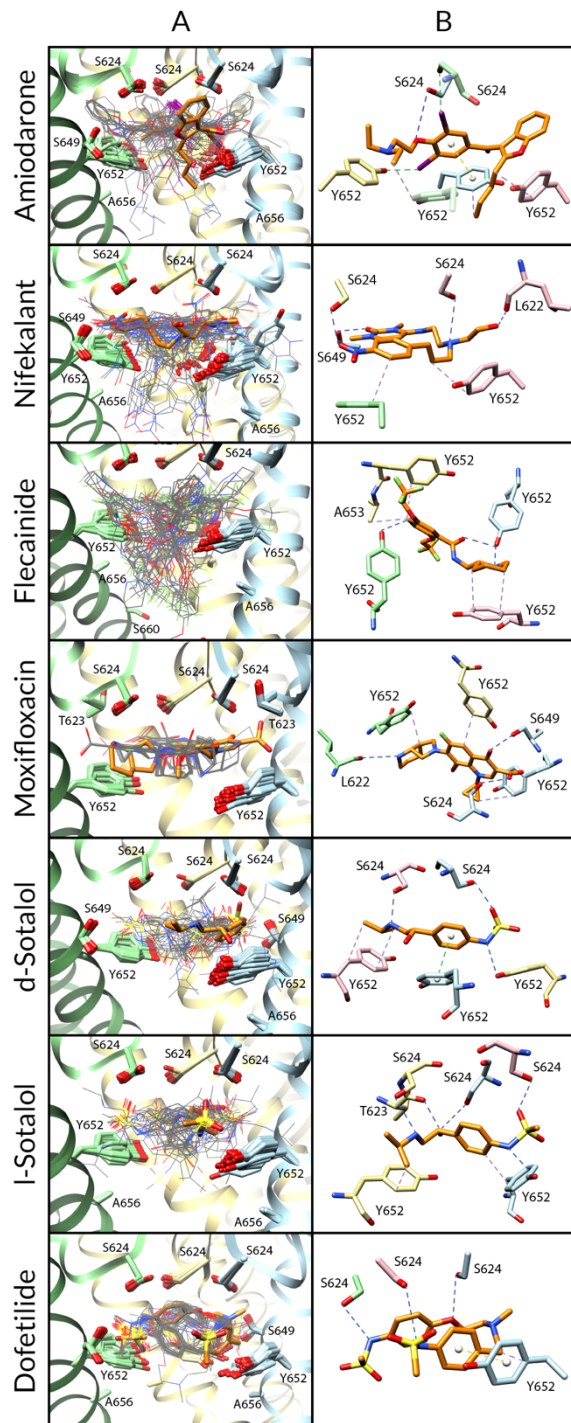 A
B
Amiodarone
S624
S624
S624
S649
Y652
Y652
A656
A656
S624
S624
Y652
Y652
Y652
Nifekalant
S624
S624
S624
S649
Y652
Y652
A656
A656
S624
S624
L622
S649
Y652
Y652
Flecainide
S624
Y652
Y652
A656
A656
S660
Y652
Y652
A653
Y652
Y652
Moxifloxacin
S624
S624
S624
T623
T623
Y652
Y652
Y652
Y652
S649
L622
Y652
S624
d-Sotalol
S624
S624
S624
S649
S649
Y652
Y652
A656
S624
S624
Y652
Y652
Y652
l-Sotalol
S624
S624
S624
Y652
Y652
A656
A656
S624
S624
S624
T623
Y652
Y652
Dofetilide
S624
S624
S624
S649
Y652
Y652
A656
A656
S624
S624
S624
Y652